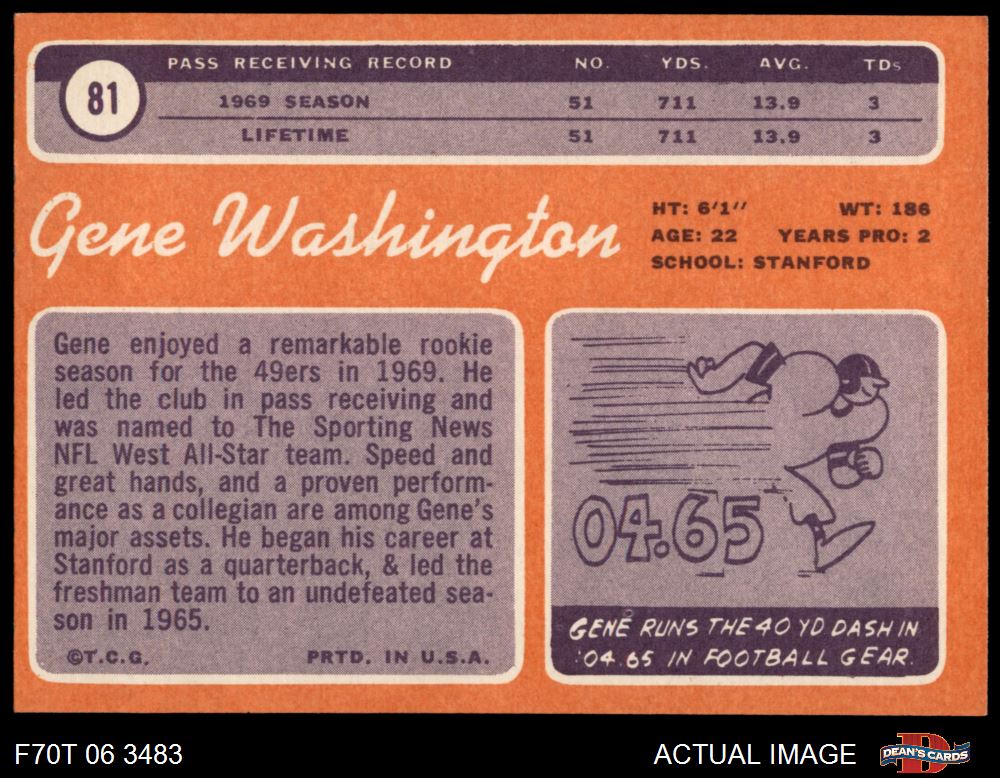 81
PASS RECEIVING RECORD NO. YDS. AVG. TDs
1969 SEASON 51 711 13.9 3
LIFETIME 51 711 13.9 3
Gene Washington
HT: 6'1" WT: 186
AGE: 22 YEARS PRO: 2
SCHOOL: STANFORD
Gene enjoyed a remarkable rookie
season for the 49ers in 1969. He
led the club in pass receiving and
was named to The Sporting News
NFL West All-Star team. Speed and
great hands, and a proven perform-
ance as a collegian are among Gene's
major assets. He began his career at
Stanford as a quarterback, & led the
freshman team to an undefeated sea-
son in 1965.
©T.C.G. PRTD. IN U.S.A.
04.65
GENE RUNS THE 40 YD DASH IN
'04.65 IN FOOTBALL GEAR.
F70T 06 3483 ACTUAL IMAGE DEAN'S CARDS